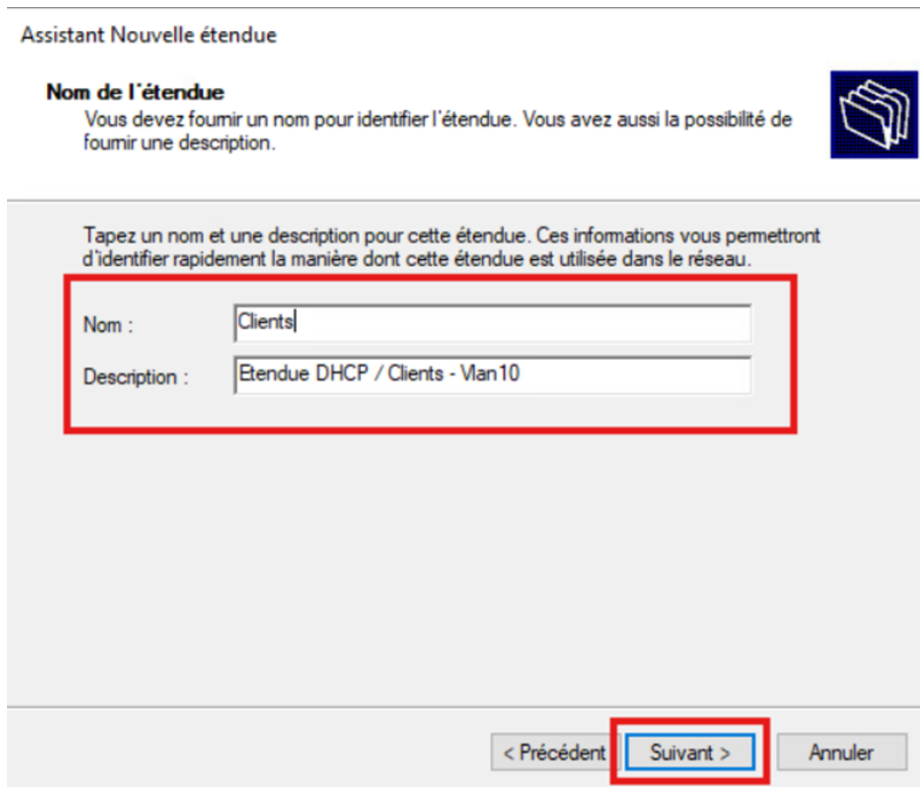 Assistant Nouvelle étendue
Nom de l'étendue
Vous devez fournir un nom pour identifier l'étendue. Vous avez aussi la possibilité de
fournir une description.
Tapez un nom et une description pour cette étendue. Ces informations vous permettront
d'identifier rapidement la manière dont cette étendue est utilisée dans le réseau.
Nom : Clients
Description : Etendue DHCP / Clients - Vlan10
< Précédent Suivant > Annuler